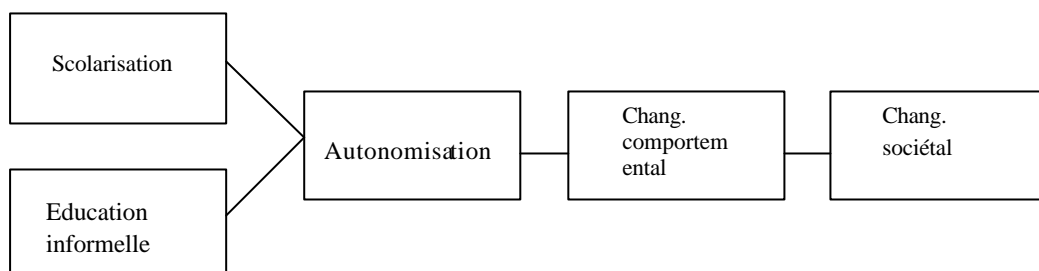 Scolarisation
Education
informelle
Autonomisation
Chang.
comportem
ental
Chang.
sociétal